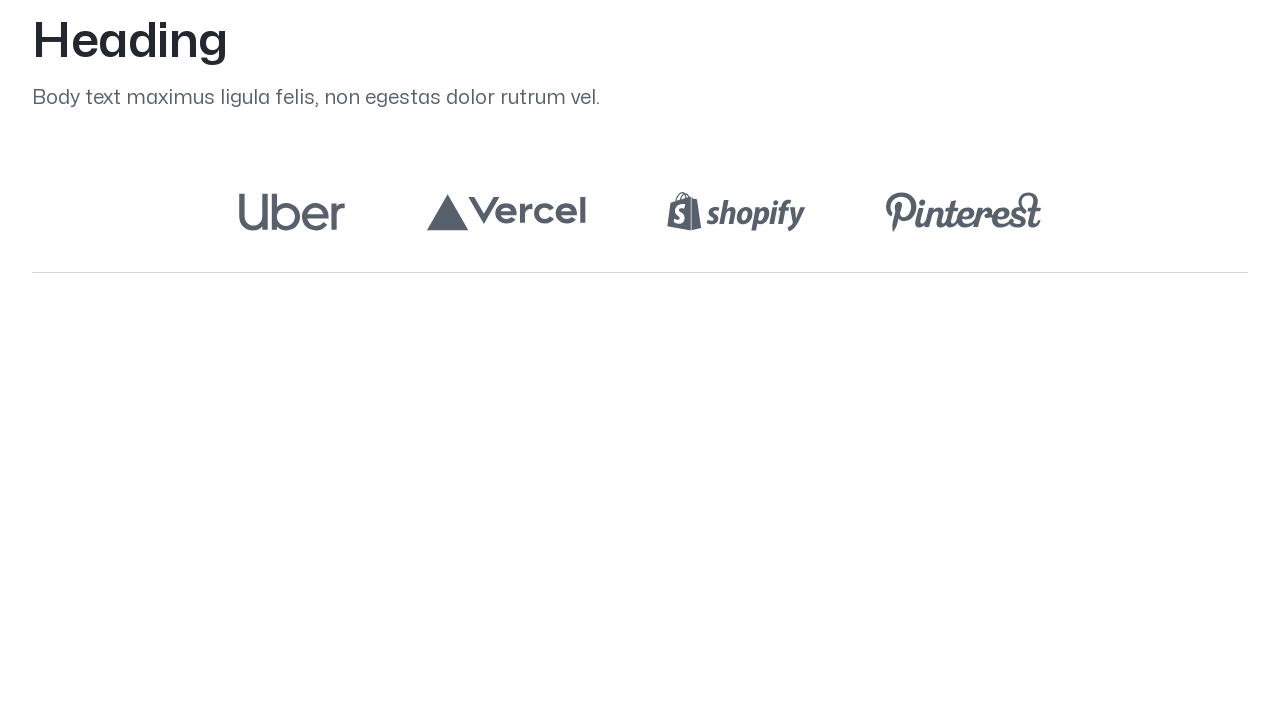 Heading
Body text maximus ligula felis, non egestas dolor rutrum vel.
Uber Vercel shopify Pinterest